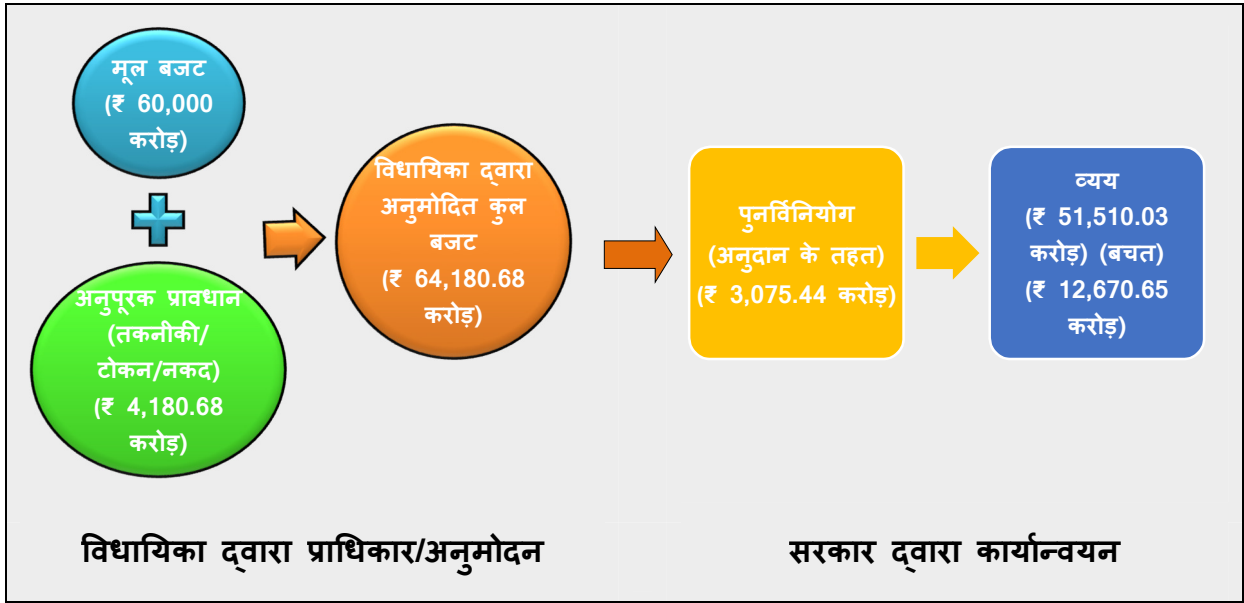 मूल बजट
(₹ 60,000
करोड़)
अनुपूरक प्रावधान
(तकनीकी/
टोकन/नकद)
(₹ 4,180.68
करोड़)
विधायिका द्वारा
अनुमोदित कुल
बजट
(₹ 64,180.68
करोड़)
पुनर्विनियोग
(अनुदान के तहत)
(₹ 3,075.44 करोड़)
व्यय
(₹ 51,510.03
करोड़) (बचत)
(₹ 12,670.65
करोड़)
विधायिका द्वारा प्राधिकार/अनुमोदन
सरकार द्वारा कार्यान्वयन